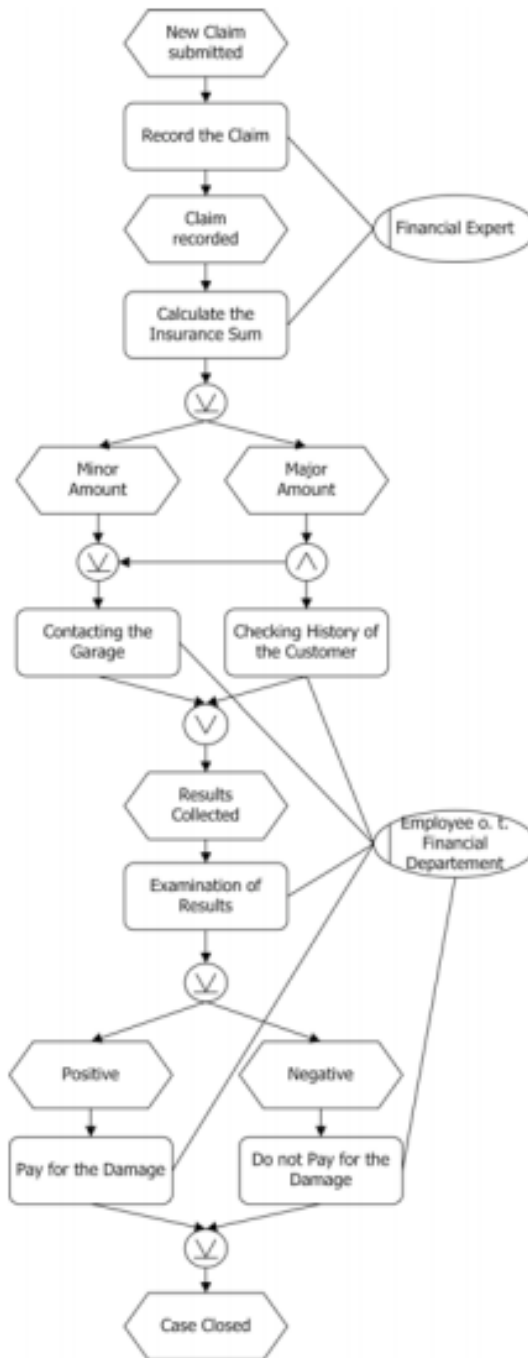 New Claim
submitted
Record the Claim
Claim
recorded
Financial Expert
Calculate the
Insurance Sum
Minor
Amount
Major
Amount
Contacting the
Garage
Checking History of
the Customer
Results
Collected
Employee o. t.
Financial
Departement
Examination of
Results
Positive
Negative
Pay for the Damage
Do not Pay for the
Damage
Case Closed